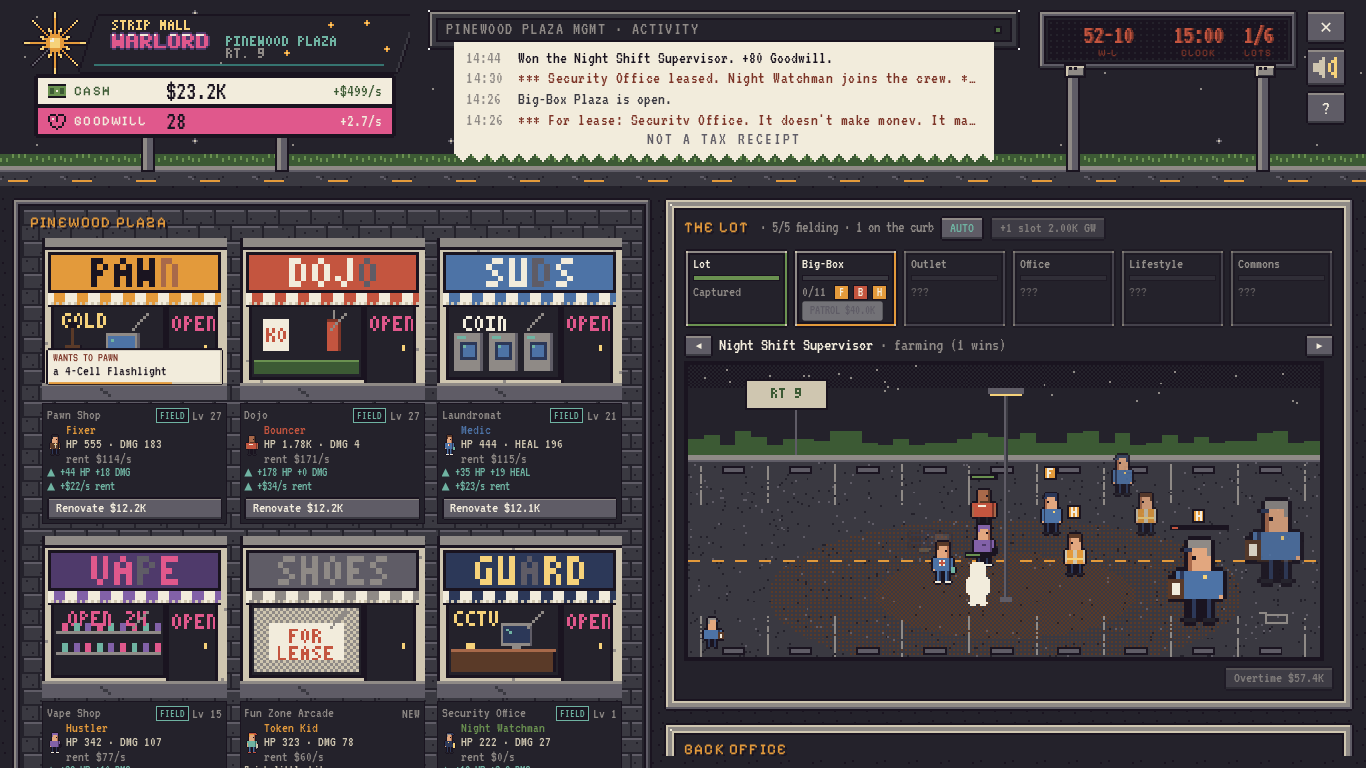 STRIP MALL
WARLORD
PINEWOOD PLAZA
RT. 9
CASH $23.2K +$499/s
GOODWILL 28 +2.7/s
PINEWOOD PLAZA MGMT · ACTIVITY
14:44 Won the Night Shift Supervisor. +80 Goodwill.
14:30 *** Security Office leased. Night Watchman joins the crew. *…
14:26 Big-Box Plaza is open.
14:26 *** For lease: Security Office. It doesn't make money. It ma…
NOT A TAX RECEIPT
52-10 15:00 1/6
W-L CLOCK LOTS
×
?
PINEWOOD PLAZA
PAWN
GOLD OPEN
WANTS TO PAWN
a 4-Cell Flashlight
Pawn Shop FIELD Lv 27
Fixer
HP 555 · DMG 183
rent $114/s
▲ +44 HP +18 DMG
▲ +$22/s rent
Renovate $12.2K
DOJO
KO OPEN
Dojo FIELD Lv 27
Bouncer
HP 1.78K · DMG 4
rent $171/s
▲ +178 HP +0 DMG
▲ +$34/s rent
Renovate $12.2K
SUDS
COIN OPEN
Laundromat FIELD Lv 21
Medic
HP 444 · HEAL 196
rent $115/s
▲ +35 HP +19 HEAL
▲ +$23/s rent
Renovate $12.1K
VAPE
OPEN 24 OPEN
Vape Shop FIELD Lv 15
Hustler
HP 342 · DMG 107
rent $77/s
SHOES
FOR
LEASE
Fun Zone Arcade NEW
Token Kid
HP 323 · DMG 78
rent $60/s
GUARD
CCTV OPEN
Security Office FIELD Lv 1
Night Watchman
HP 222 · DMG 27
rent $0/s
THE LOT · 5/5 fielding · 1 on the curb AUTO +1 slot 2.00K GW
Lot
Captured
Big-Box
0/11 F B H
PATROL $40.0K
Outlet
???
Office
???
Lifestyle
???
Commons
???
◄ Night Shift Supervisor · farming (1 wins) ►
RT 9
F
H
H
Overtime $57.4K
BACK OFFICE